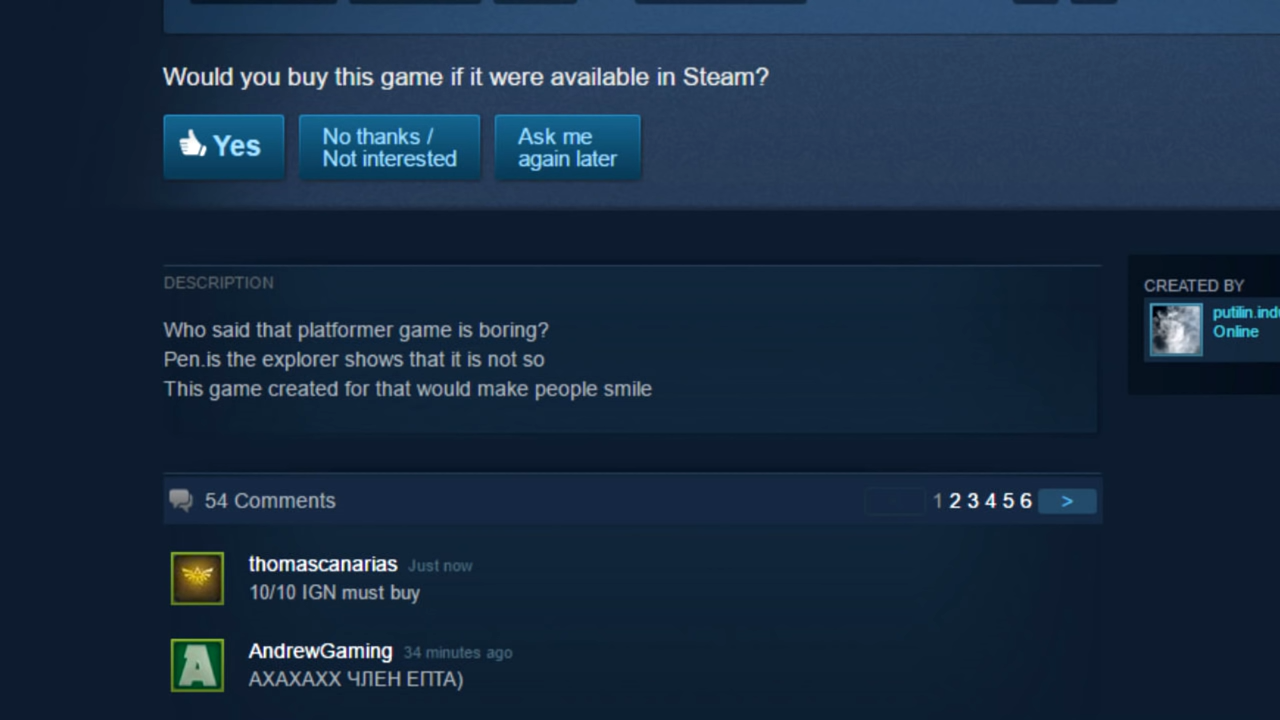 Would you buy this game if it were available in Steam?
Yes
No thanks /
Not interested
Ask me
again later
DESCRIPTION
Who said that platformer game is boring?
Pen.is the explorer shows that it is not so
This game created for that would make people smile
CREATED BY
putilin.indu
Online
54 Comments
1 2 3 4 5 6 >
thomascanarias Just now
10/10 IGN must buy
AndrewGaming 34 minutes ago
АХАХАХХ ЧЛЕН ЕПТА)